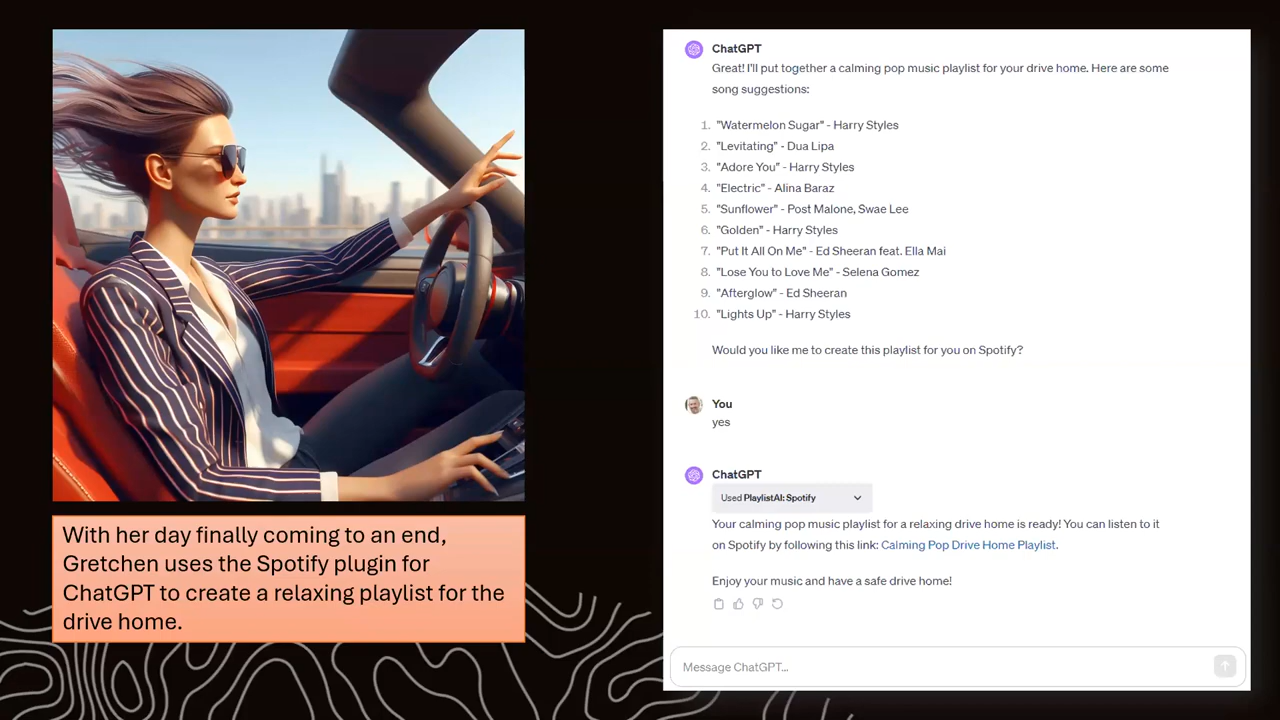 With her day finally coming to an end,
Gretchen uses the Spotify plugin for
ChatGPT to create a relaxing playlist for the
drive home.
ChatGPT
Great! I'll put together a calming pop music playlist for your drive home. Here are some
song suggestions:
1. "Watermelon Sugar" - Harry Styles
2. "Levitating" - Dua Lipa
3. "Adore You" - Harry Styles
4. "Electric" - Alina Baraz
5. "Sunflower" - Post Malone, Swae Lee
6. "Golden" - Harry Styles
7. "Put It All On Me" - Ed Sheeran feat. Ella Mai
8. "Lose You to Love Me" - Selena Gomez
9. "Afterglow" - Ed Sheeran
10. "Lights Up" - Harry Styles
Would you like me to create this playlist for you on Spotify?
You
yes
ChatGPT
Used PlaylistAI: Spotify
Your calming pop music playlist for a relaxing drive home is ready! You can listen to it
on Spotify by following this link: Calming Pop Drive Home Playlist.
Enjoy your music and have a safe drive home!
Message ChatGPT...